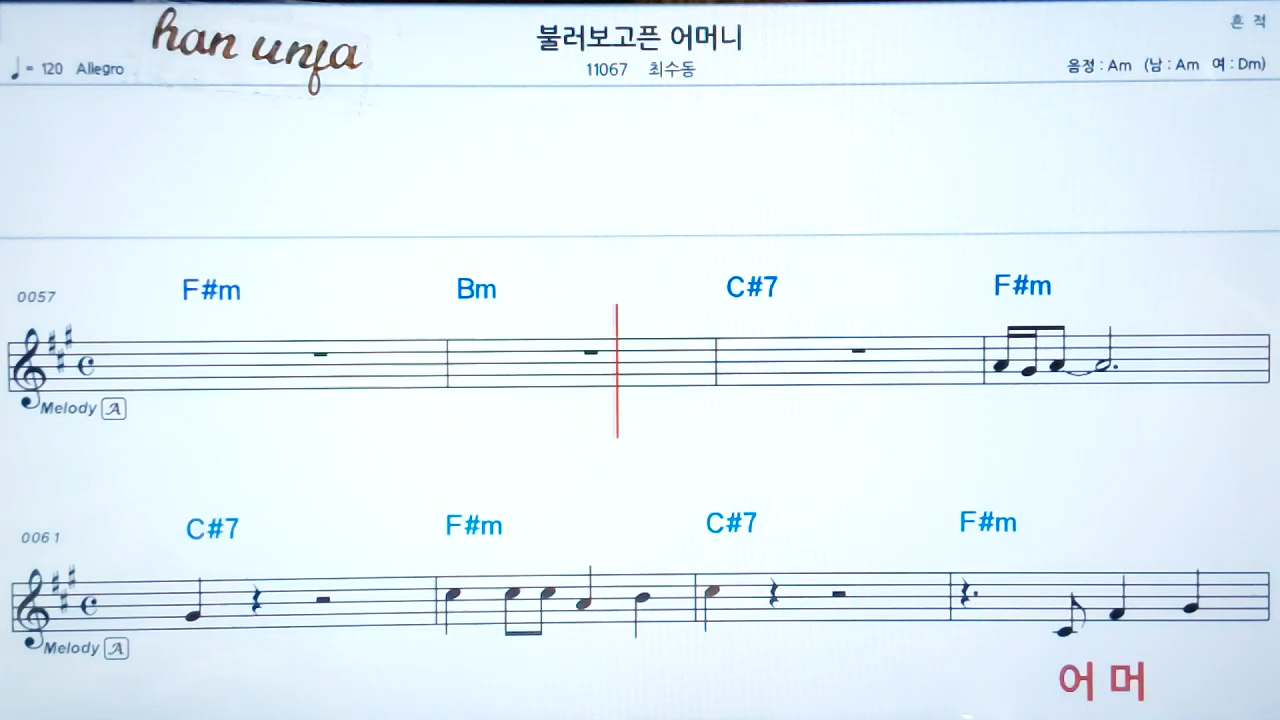 han unfa
불러보고픈 어머니
흔적
♩= 120 Allegro
11067 최수동
음정 : Am (남 : Am 여 : Dm)
F#m Bm C#7 F#m
0057
Melody A
C#7 F#m C#7 F#m
0061
Melody A
어 머